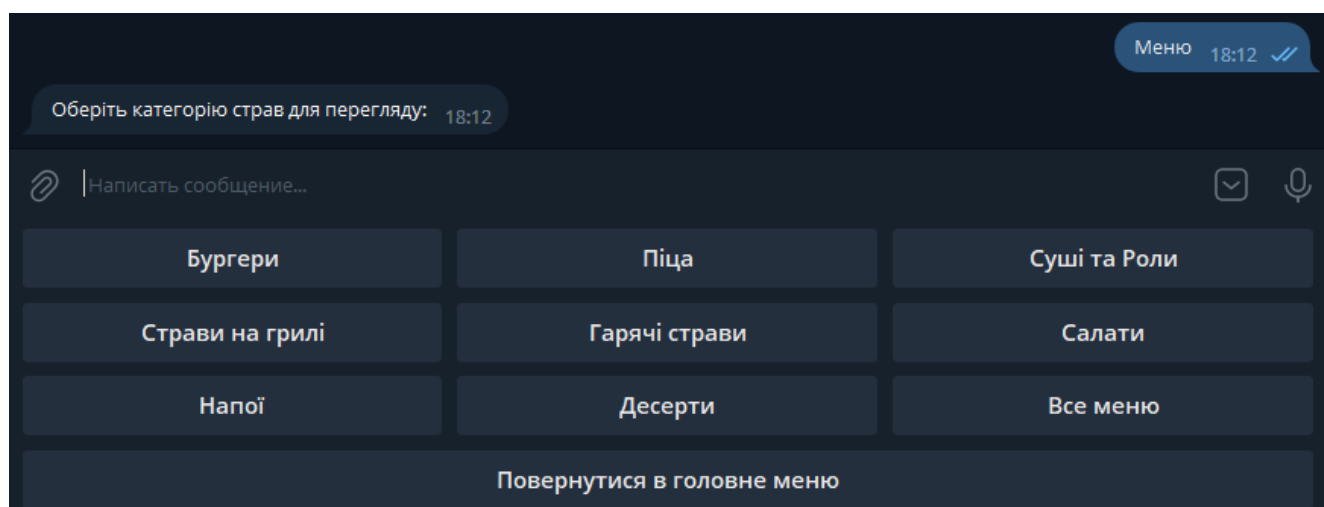 Меню 18:12
Оберіть категорію страв для перегляду: 18:12
Написать сообщение...
Бургери Піца Суші та Роли
Страви на грилі Гарячі страви Салати
Напої Десерти Все меню
Повернутися в головне меню